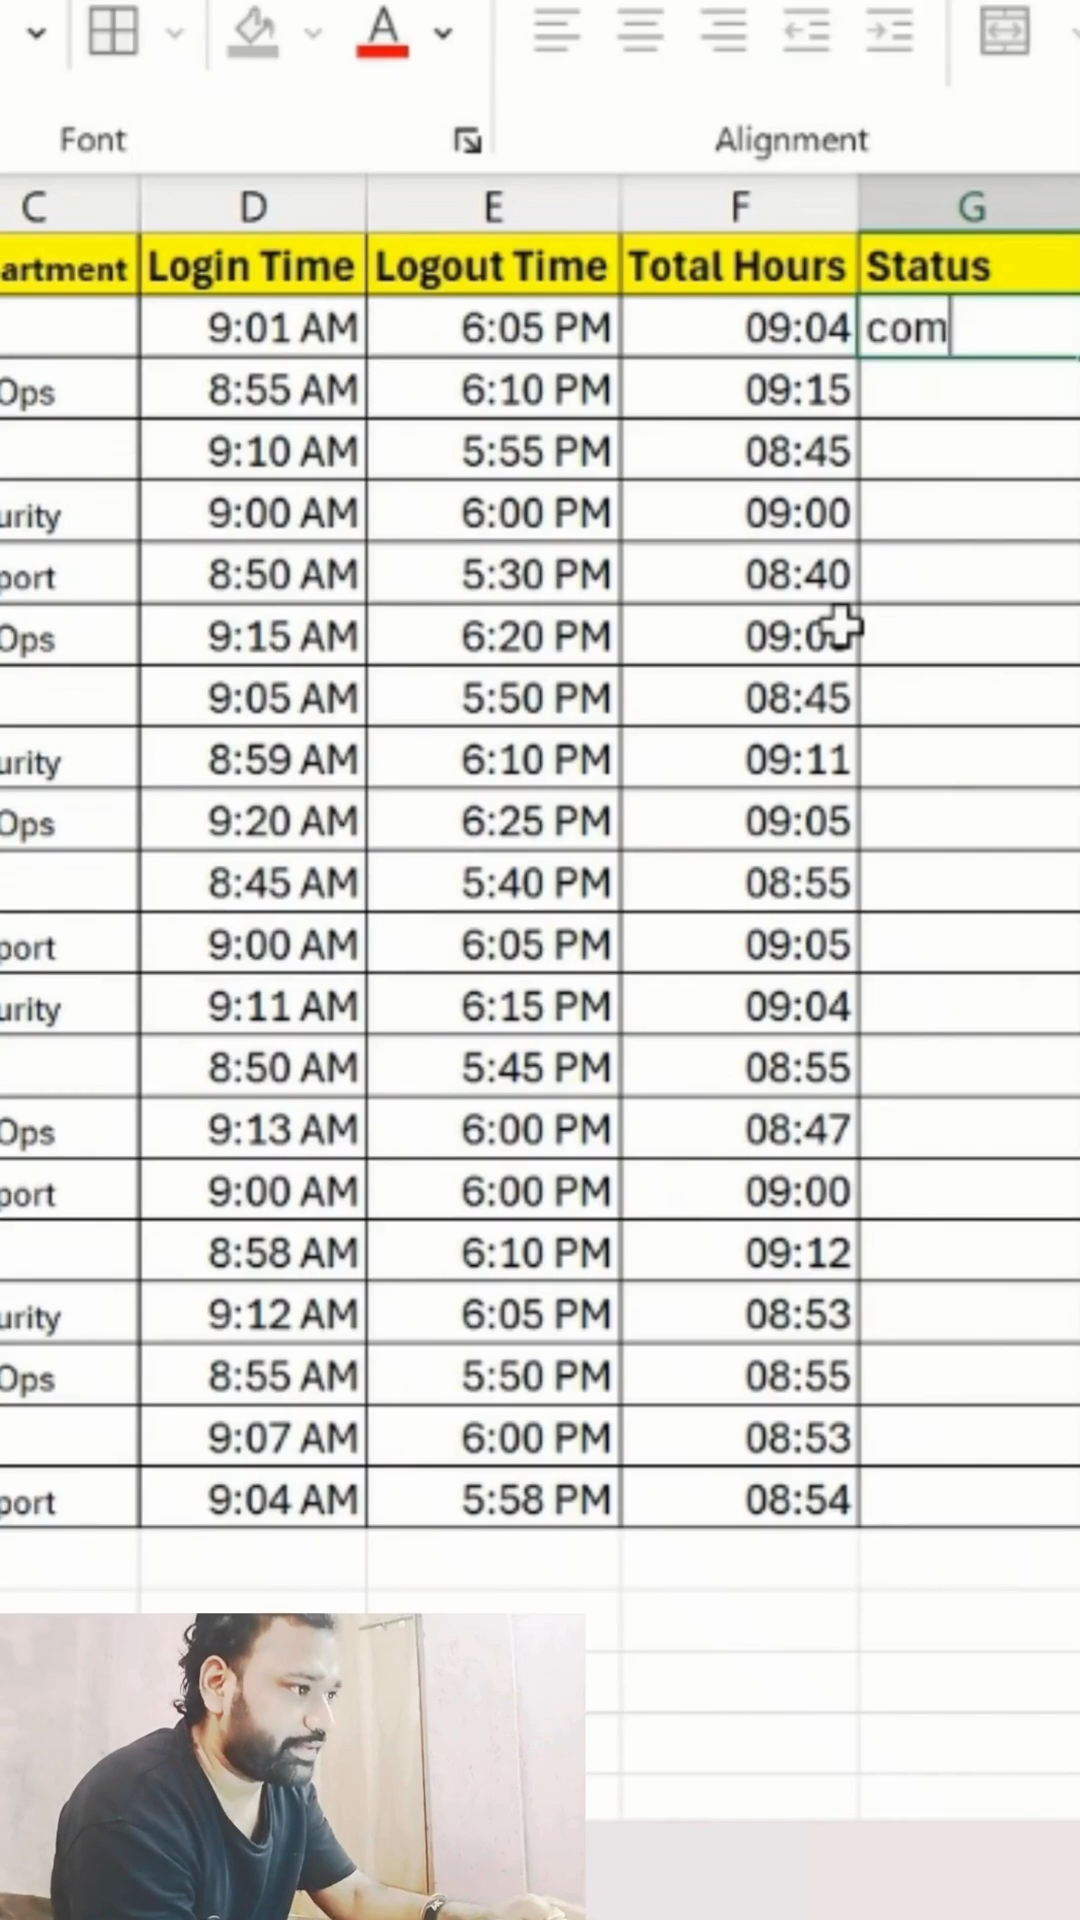 A
Font Alignment
C D E F G
artment Login Time Logout Time Total Hours Status
9:01 AM 6:05 PM 09:04 com
Ops 8:55 AM 6:10 PM 09:15
9:10 AM 5:55 PM 08:45
urity 9:00 AM 6:00 PM 09:00
port 8:50 AM 5:30 PM 08:40
Ops 9:15 AM 6:20 PM 09:0
9:05 AM 5:50 PM 08:45
urity 8:59 AM 6:10 PM 09:11
Ops 9:20 AM 6:25 PM 09:05
8:45 AM 5:40 PM 08:55
port 9:00 AM 6:05 PM 09:05
urity 9:11 AM 6:15 PM 09:04
8:50 AM 5:45 PM 08:55
Ops 9:13 AM 6:00 PM 08:47
port 9:00 AM 6:00 PM 09:00
8:58 AM 6:10 PM 09:12
urity 9:12 AM 6:05 PM 08:53
Ops 8:55 AM 5:50 PM 08:55
9:07 AM 6:00 PM 08:53
port 9:04 AM 5:58 PM 08:54